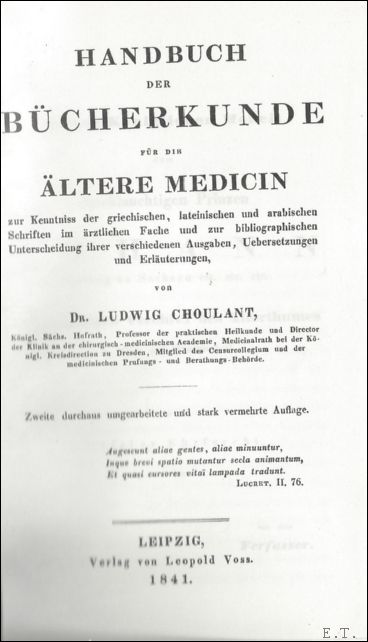 HANDBUCH
DER
BÜCHERKUNDE
FÜR DIE
ÄLTERE MEDICIN
zur Kenntniss der griechischen, lateinischen und arabischen
Schriften im ärztlichen Fache und zur bibliographischen
Unterscheidung ihrer verschiedenen Ausgaben, Uebersetzungen
und Erläuterungen,
von
DR. LUDWIG CHOULANT,
Königl. Sächs. Hofrath, Professor der praktischen Heilkunde und Director
der Klinik an der chirurgisch-medicinischen Academie, Medicinalrath bei der Kö-
nigl. Kreisdirection zu Dresden, Mitglied des Censurcollegium und der
medicinischen Prüfungs- und Berathungs-Behörde.
Zweite durchaus umgearbeitete und stark vermehrte Auflage.
Augescunt aliae gentes, aliae minuuntur,
Inque brevi spatio mutantur secla animantum,
Et quasi cursores vitaï lampada tradunt.
LUCRET. II. 76.
LEIPZIG,
Verlag von Leopold Voss.
1841.
E.T.